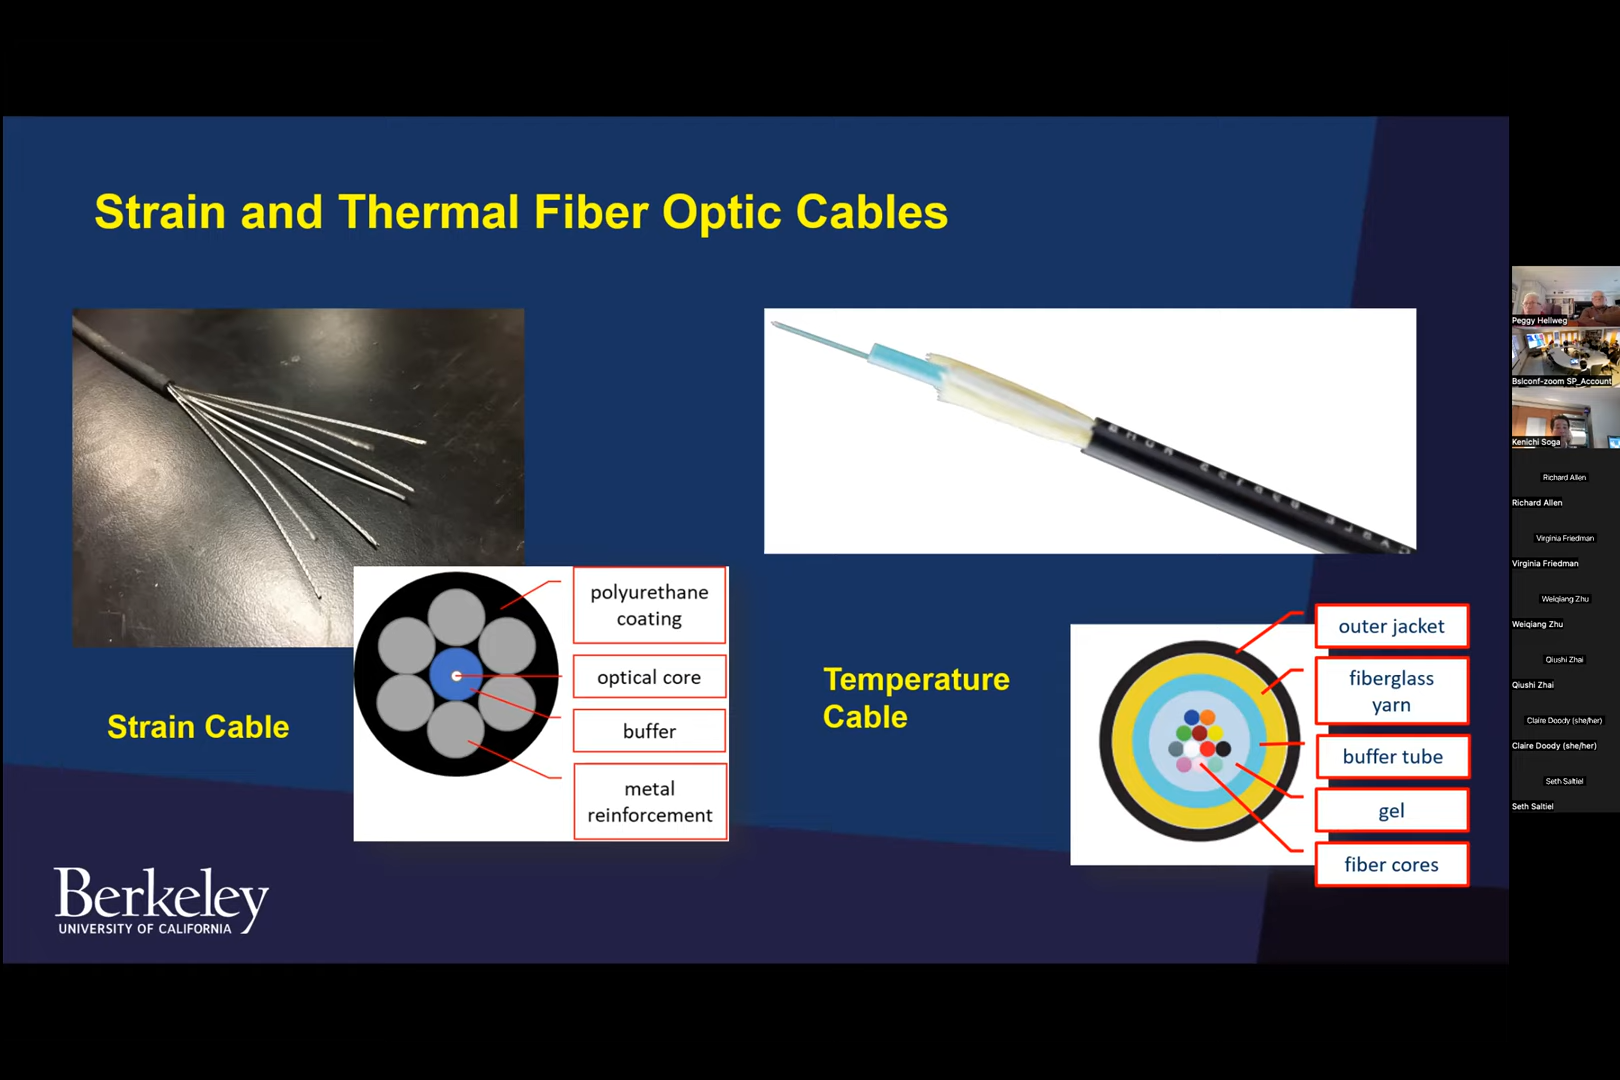 Strain and Thermal Fiber Optic Cables
polyurethane
coating
optical core
buffer
metal
reinforcement
Strain Cable
Temperature
Cable
outer jacket
fiberglass
yarn
buffer tube
gel
fiber cores
Berkeley
UNIVERSITY OF CALIFORNIA
Peggy Hellweg
Bslconf-zoom SP_Account
Kenichi Soga
Richard Allen
Richard Allen
Virginia Friedman
Virginia Friedman
Weiqiang Zhu
Weiqiang Zhu
Qiushi Zhai
Qiushi Zhai
Claire Doody (she/her)
Claire Doody (she/her)
Seth Saltiel
Seth Saltiel